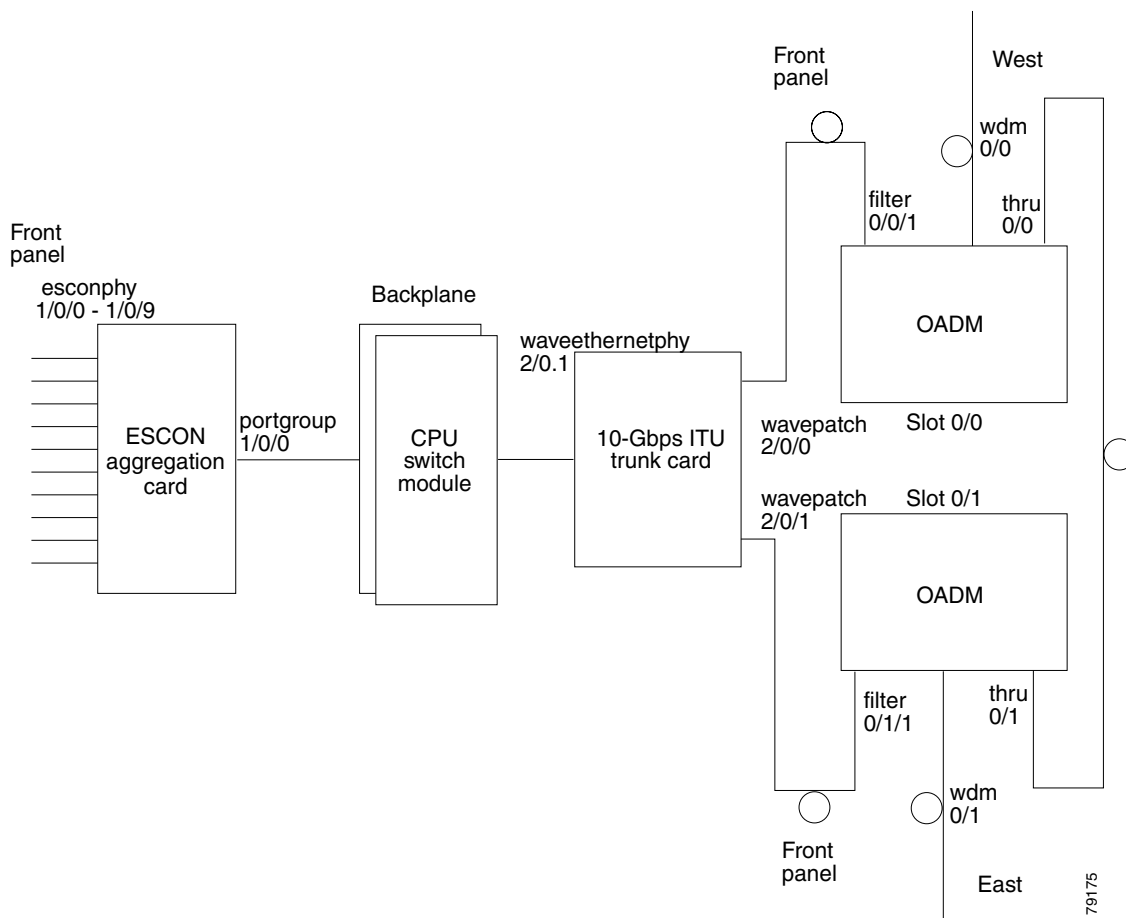 Front
panel
West
wdm
0/0
filter
0/0/1
thru
0/0
Front
panel
esconphy
1/0/0 - 1/0/9
Backplane
OADM
waveethernetphy
2/0.1
portgroup
1/0/0
ESCON
aggregation
card
CPU
switch
module
10-Gbps ITU
trunk card
wavepatch
2/0/0
Slot 0/0
wavepatch
2/0/1
Slot 0/1
OADM
filter
0/1/1
thru
0/1
wdm
0/1
Front
panel
East
79175